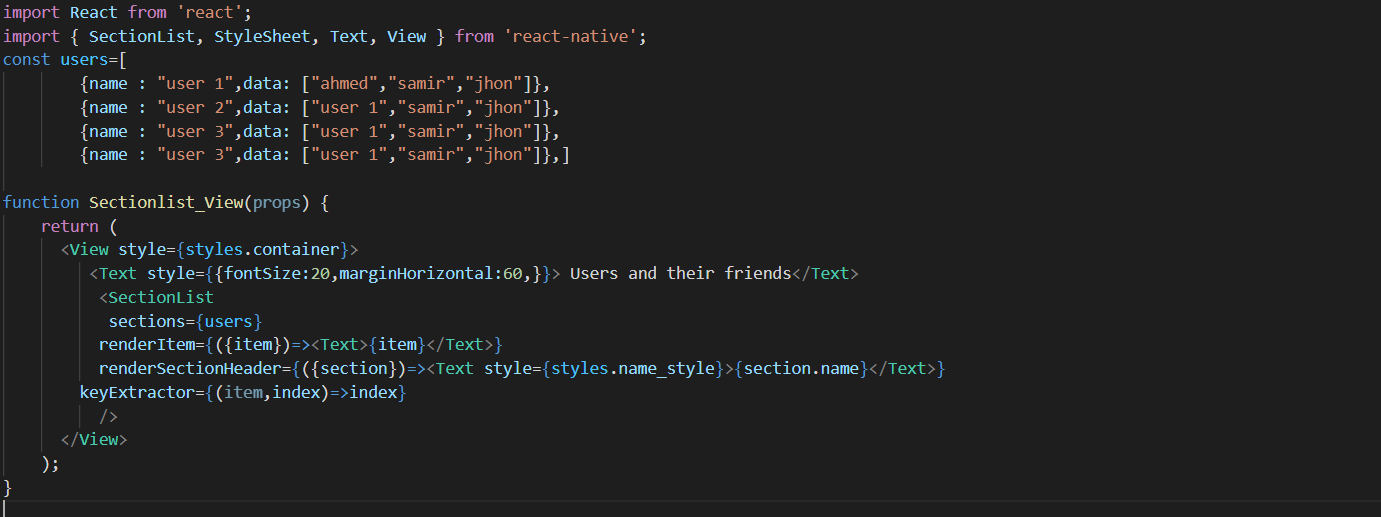 import React from 'react';
import { SectionList, StyleSheet, Text, View } from 'react-native';
const users=[
        {name : "user 1",data: ["ahmed","samir","jhon"]},
        {name : "user 2",data: ["user 1","samir","jhon"]},
        {name : "user 3",data: ["user 1","samir","jhon"]},
        {name : "user 3",data: ["user 1","samir","jhon"]},]

function Sectionlist_View(props) {
    return (
      <View style={styles.container}>
         <Text style={{fontSize:20,marginHorizontal:60,}}> Users and their friends</Text>
          <SectionList
           sections={users}
          renderItem={({item})=><Text>{item}</Text>}
          renderSectionHeader={({section})=><Text style={styles.name_style}>{section.name}</Text>}
        keyExtractor={(item,index)=>index}
          />
      </View>
    );
}